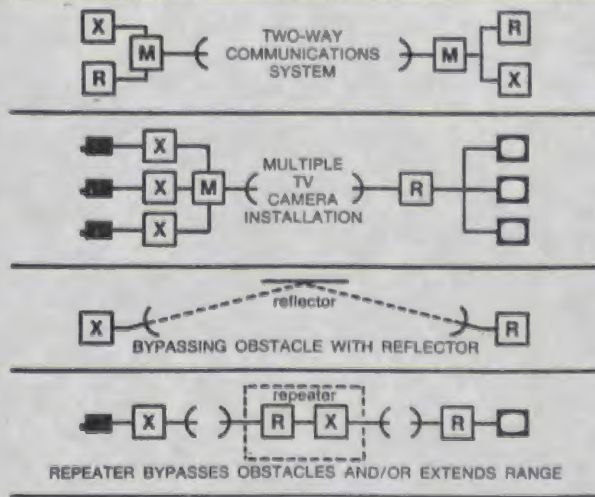 X
R
M
TWO-WAY
COMMUNICATIONS
SYSTEM
M
R
X
X
X
X
M
MULTIPLE
TV
CAMERA
INSTALLATION
R
reflector
X
R
BYPASSING OBSTACLE WITH REFLECTOR
repeater
X
R
X
R
REPEATER BYPASSES OBSTACLES AND/OR EXTENDS RANGE